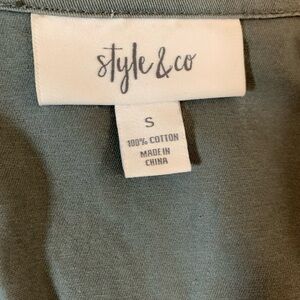 style & co
S
100% COTTON
MADE IN
CHINA